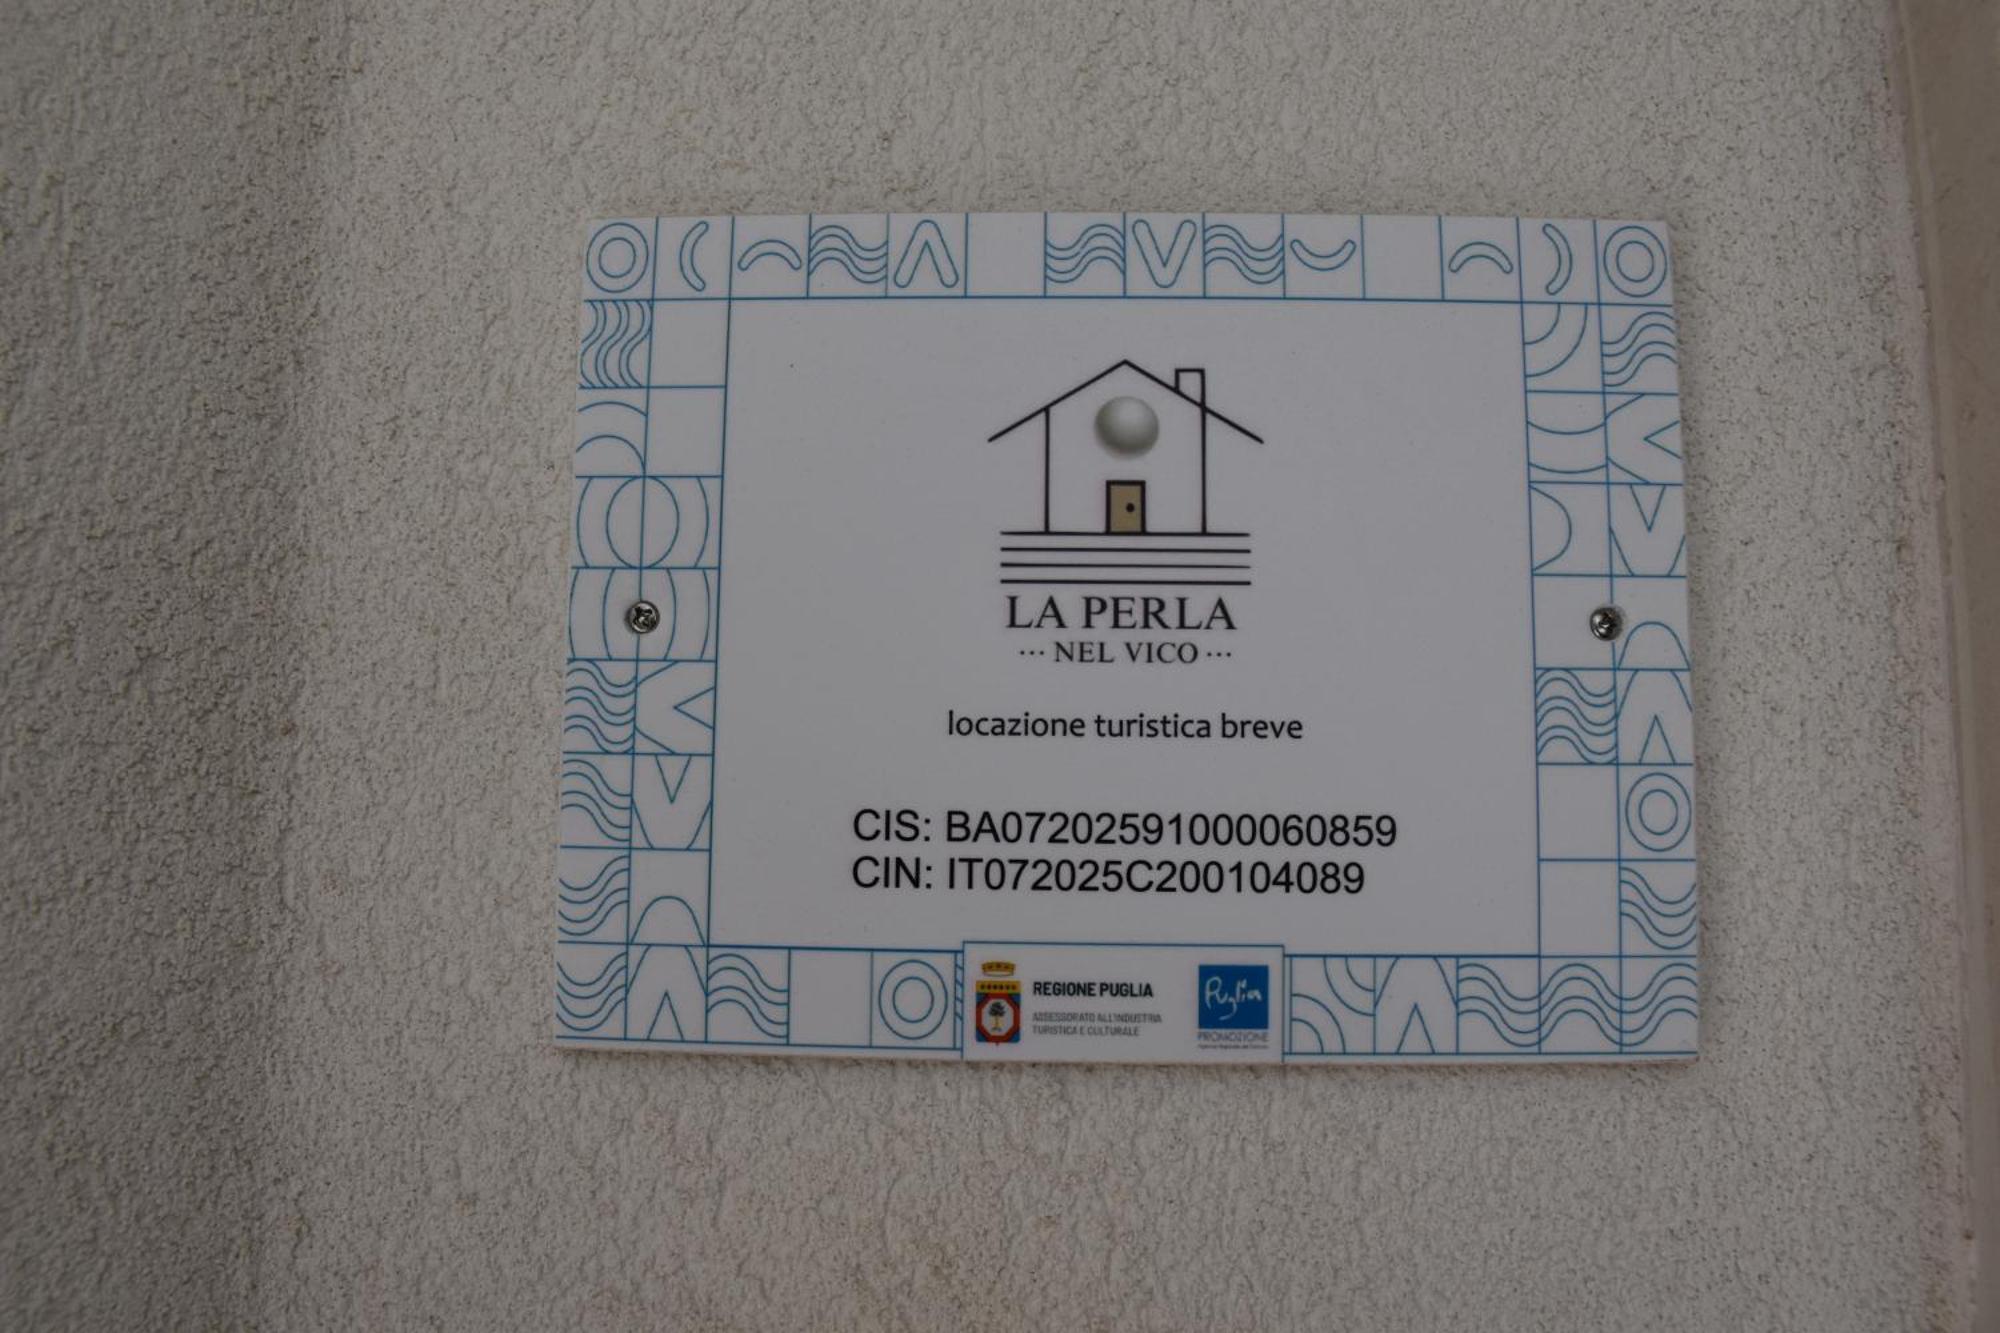 LA PERLA
··· NEL VICO ···
locazione turistica breve
CIS: BA07202591000060859
CIN: IT072025C200104089
REGIONE PUGLIA
ASSESSORATO ALL'INDUSTRIA
TURISTICA E CULTURALE
Puglia
PROMOZIONE